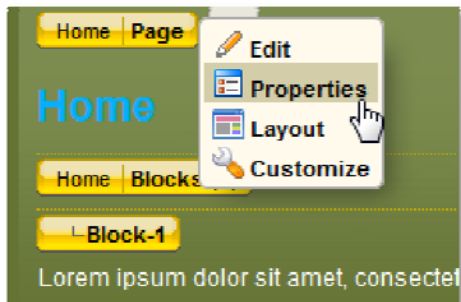 Home Page
Edit
Properties
Home
Layout
Customize
Home Blocks
Block-1
Lorem ipsum dolor sit amet, consectet